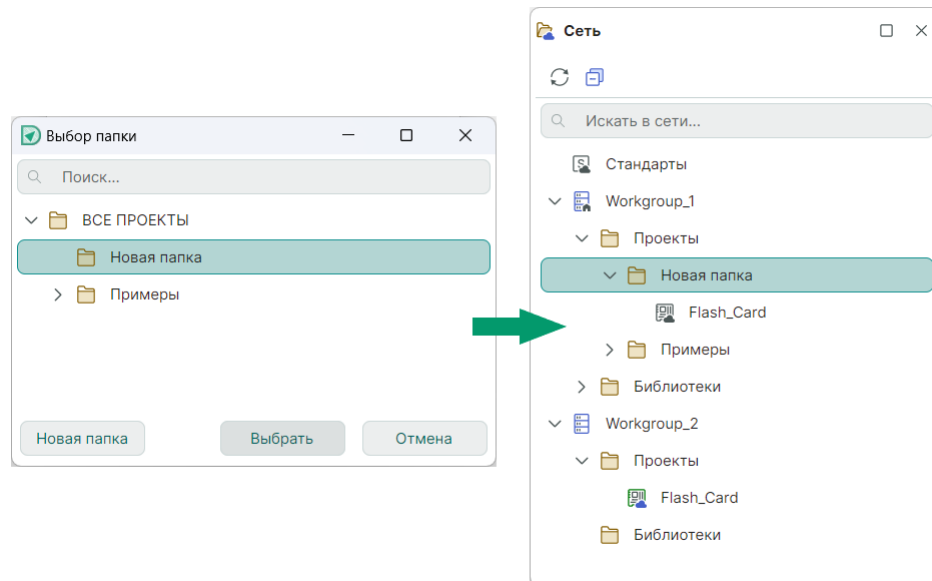 Выбор папки
Поиск...
ВСЕ ПРОЕКТЫ
Новая папка
Примеры
Новая папка
Выбрать
Отмена
Сеть
Искать в сети...
Стандарты
Workgroup_1
Проекты
Новая папка
Flash_Card
Примеры
Библиотеки
Workgroup_2
Проекты
Flash_Card
Библиотеки